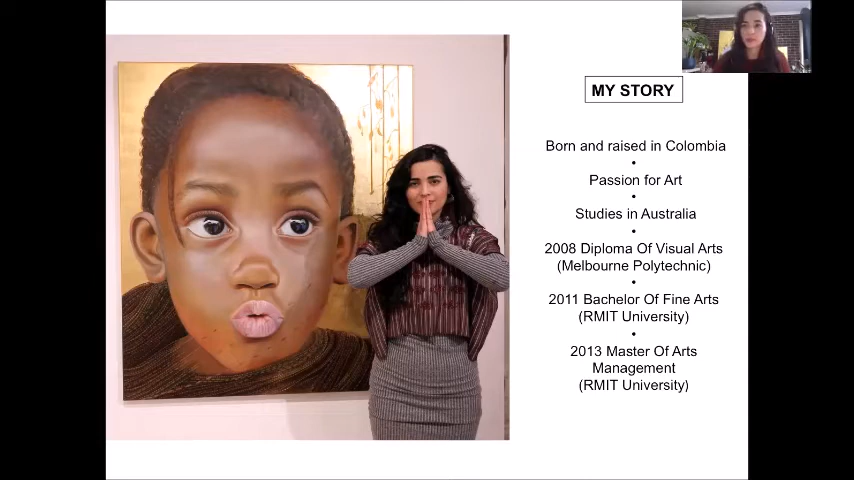 MY STORY
Born and raised in Colombia
•
Passion for Art
•
Studies in Australia
•
2008 Diploma Of Visual Arts
(Melbourne Polytechnic)
•
2011 Bachelor Of Fine Arts
(RMIT University)
•
2013 Master Of Arts
Management
(RMIT University)